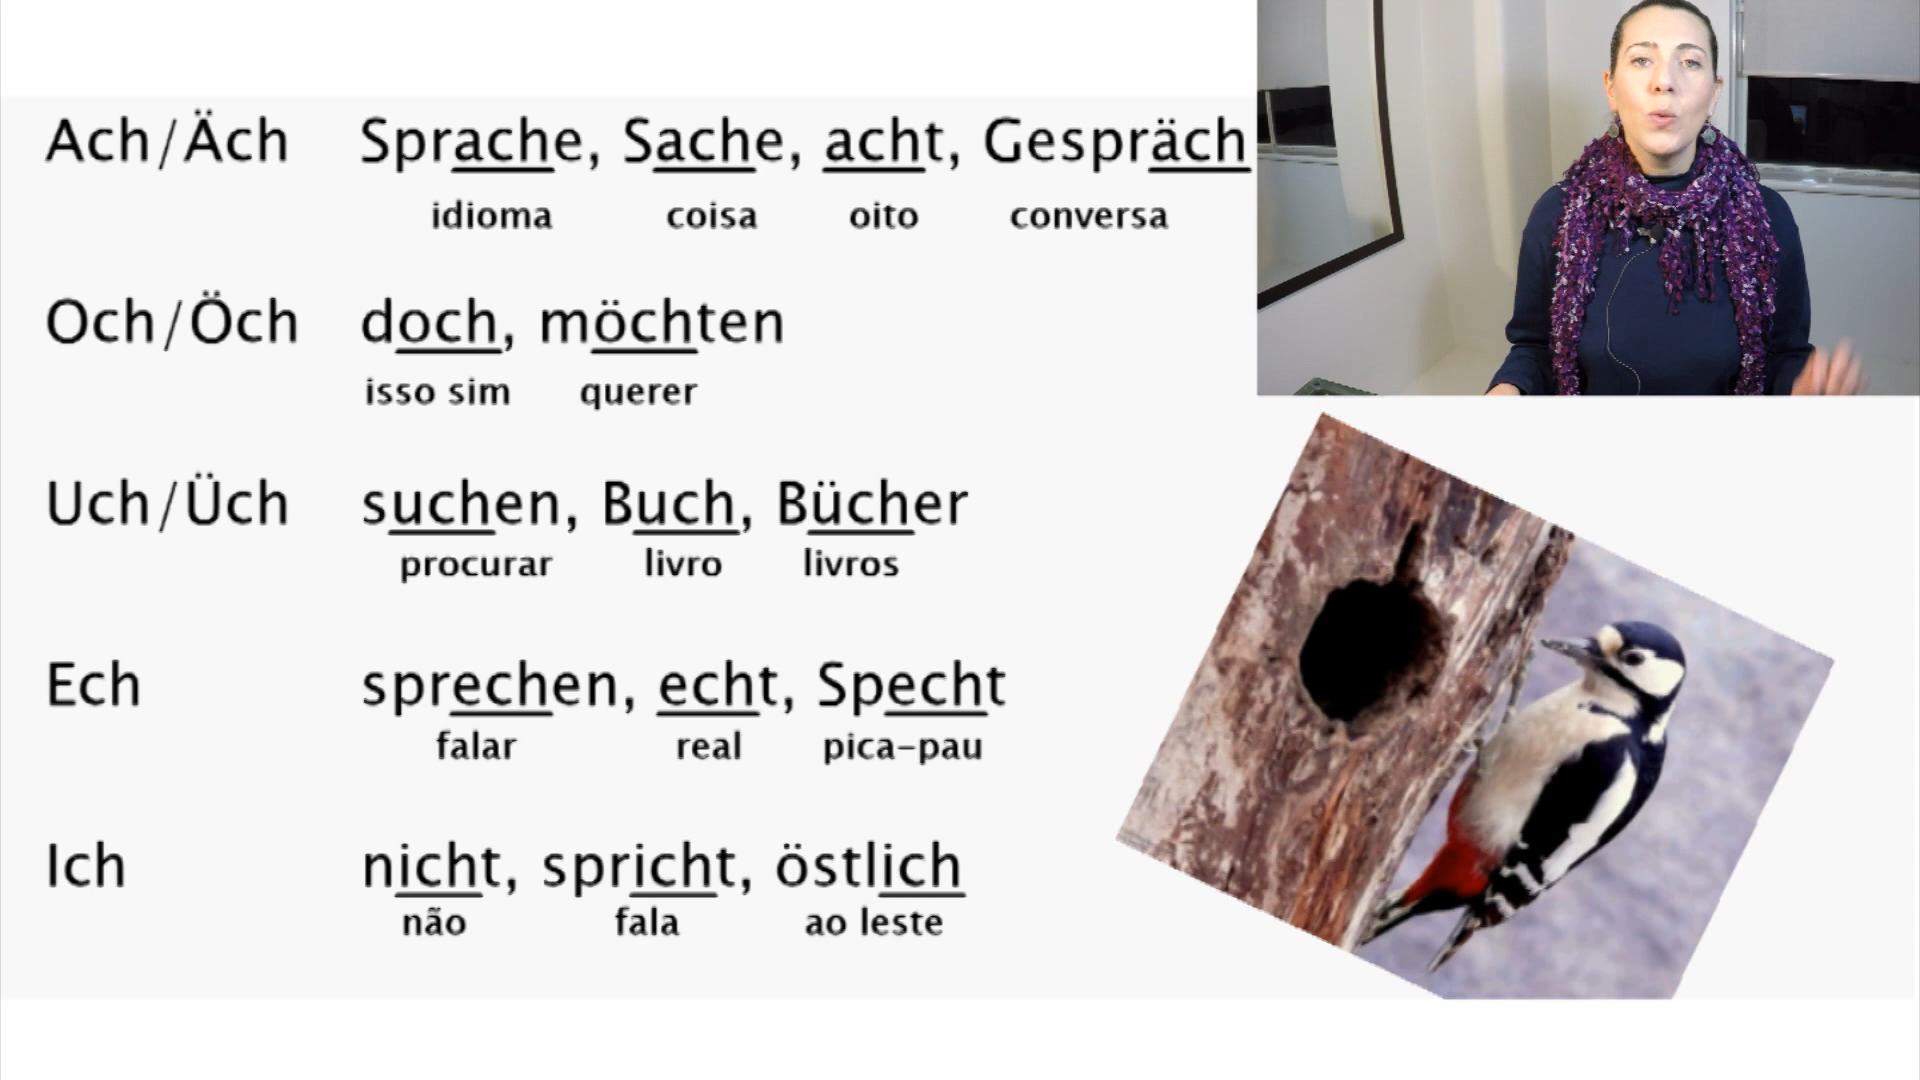 Ach/Äch Sprache, Sache, acht, Gespräch
idioma coisa oito conversa
Och/Öch doch, möchten
isso sim querer
Uch/Üch suchen, Buch, Bücher
procurar livro livros
Ech sprechen, echt, Specht
falar real pica-pau
Ich nicht, spricht, östlich
não fala ao leste